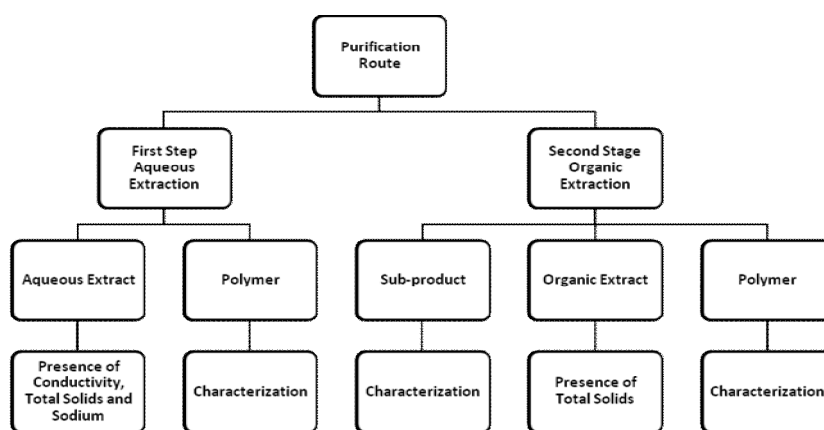 Purification
Route
First Step
Aqueous
Extraction
Second Stage
Organic
Extraction
Aqueous Extract
Polymer
Sub-product
Organic Extract
Polymer
Presence of
Conductivity,
Total Solids and
Sodium
Characterization
Characterization
Presence of
Total Solids
Characterization